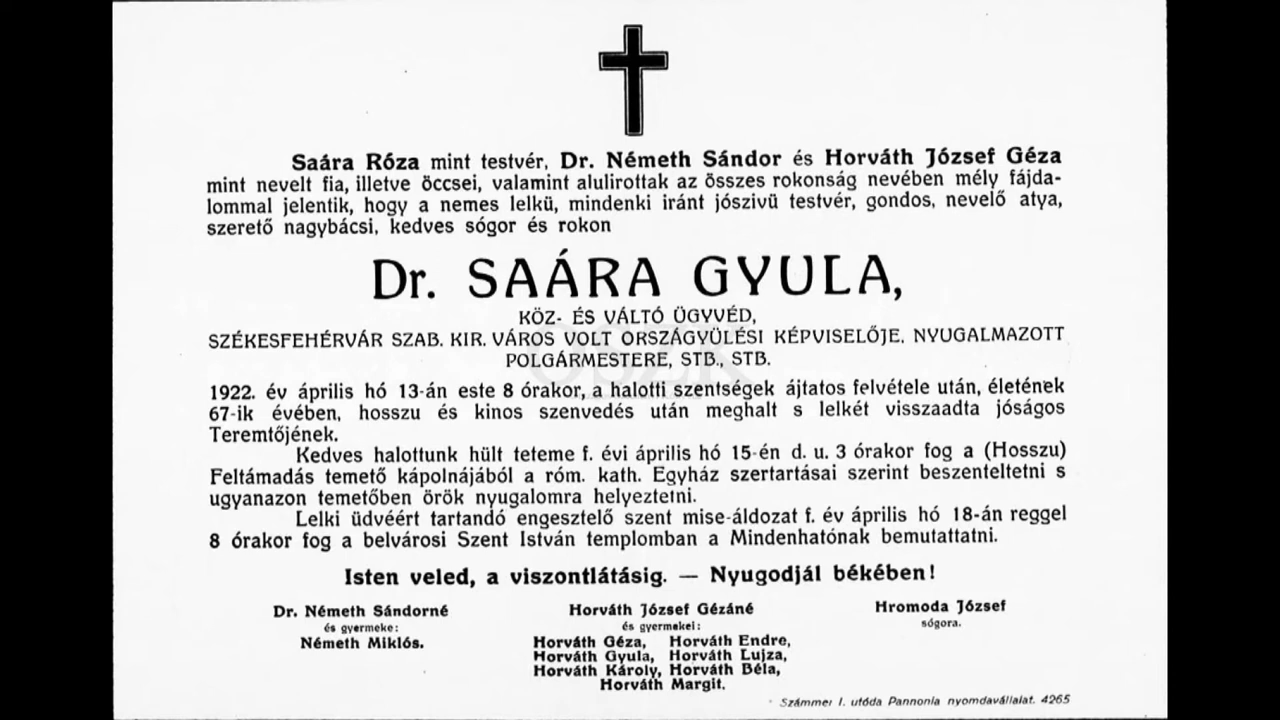 Saára Róza mint testvér, Dr. Németh Sándor és Horváth József Géza
mint nevelt fia, illetve öccsei, valamint alulirottak az összes rokonság nevében mély fájda-
lommal jelentik, hogy a nemes lelkü, mindenki iránt jószivü testvér, gondos, nevelő atya,
szerető nagybácsi, kedves sógor és rokon
Dr. SAÁRA GYULA,
KÖZ- ÉS VÁLTÓ ÜGYVÉD,
SZÉKESFEHÉRVÁR SZAB. KIR. VÁROS VOLT ORSZÁGYÜLÉSI KÉPVISELŐJE, NYUGALMAZOTT
POLGÁRMESTERE, STB., STB.
OSZK
1922. év április hó 13-án este 8 órakor, a halotti szentségek ájtatos felvétele után, életének
67-ik évében, hosszu és kinos szenvedés után meghalt s lelkét visszaadta jóságos
Teremtőjének.
Kedves halottunk hült teteme f. évi április hó 15-én d. u. 3 órakor fog a (Hosszu)
Feltámadás temető kápolnájából a róm. kath. Egyház szertartásai szerint beszenteltetni s
ugyanazon temetőben örök nyugalomra helyeztetni.
Lelki üdvéért tartandó engesztelő szent mise-áldozat f. év április hó 18-án reggel
8 órakor fog a belvárosi Szent István templomban a Mindenhatónak bemutattatni.
Isten veled, a viszontlátásig. — Nyugodjál békében!
Dr. Németh Sándorné Horváth József Gézáné Hromoda József
és gyermeke: és gyermekei: sógora.
Németh Miklós. Horváth Géza, Horváth Endre,
Horváth Gyula, Horváth Lujza,
Horváth Károly, Horváth Béla,
Horváth Margit.
Számmer I. utóda Pannonia nyomdavállalat. 4265